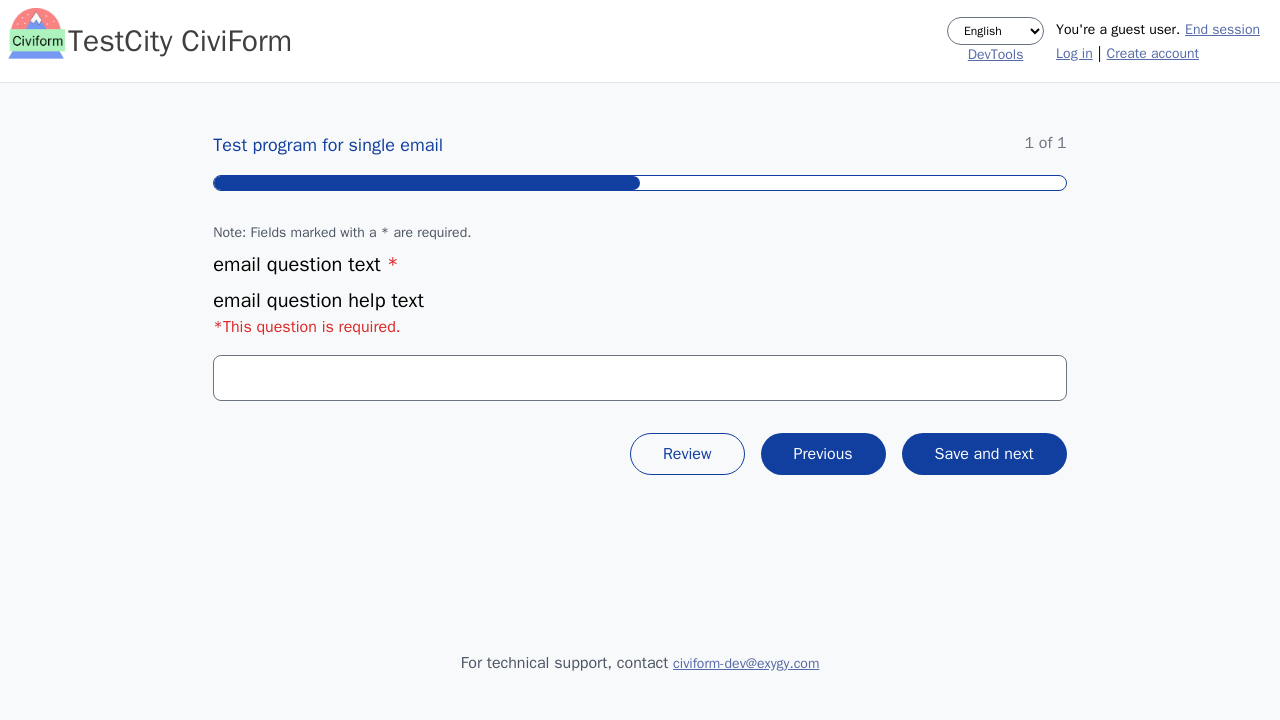 Civiform
TestCity CiviForm
English
DevTools
You're a guest user. End session
Log in | Create account
Test program for single email
1 of 1
Note: Fields marked with a * are required.
email question text *
email question help text
*This question is required.
Review
Previous
Save and next
For technical support, contact civiform-dev@exygy.com